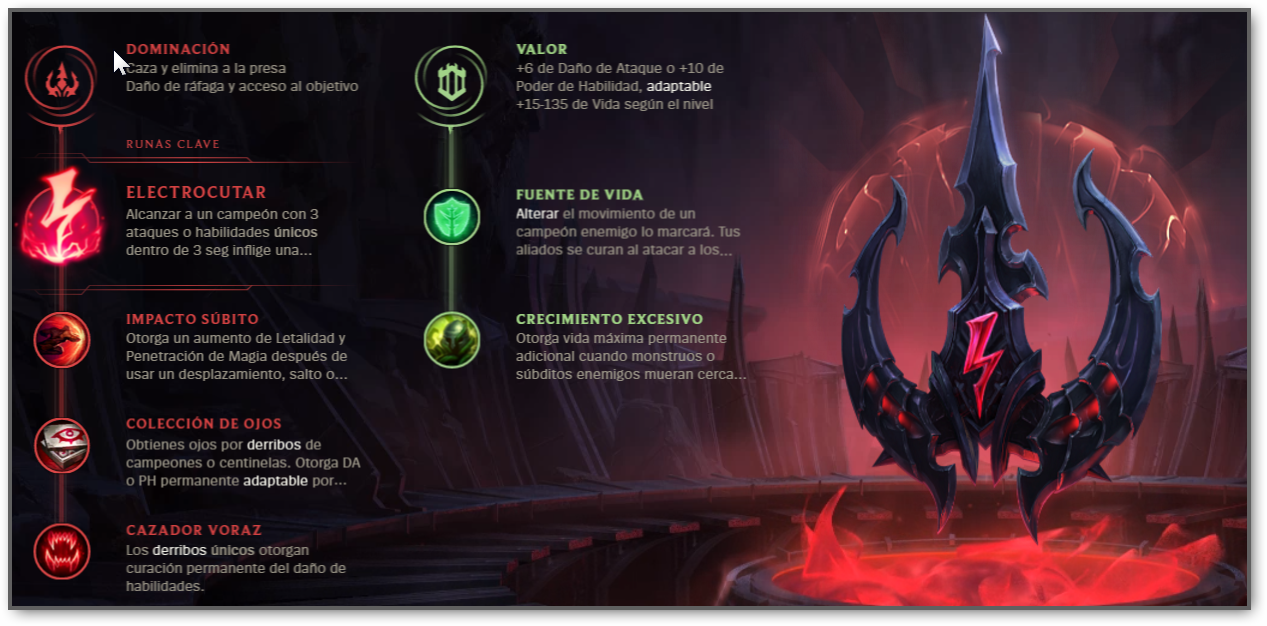 DOMINACIÓN
Caza y elimina a la presa
Daño de ráfaga y acceso al objetivo
RUNAS CLAVE
ELECTROCUTAR
Alcanzar a un campeón con 3
ataques o habilidades únicos
dentro de 3 seg inflige una...
IMPACTO SÚBITO
Otorga un aumento de Letalidad y
Penetración de Magia después de
usar un desplazamiento, salto o...
COLECCIÓN DE OJOS
Obtienes ojos por derribos de
campeones o centinelas. Otorga DA
o PH permanente adaptable por...
CAZADOR VORAZ
Los derribos únicos otorgan
curación permanente del daño de
habilidades.
VALOR
+6 de Daño de Ataque o +10 de
Poder de Habilidad, adaptable
+15-135 de Vida según el nivel
FUENTE DE VIDA
Alterar el movimiento de un
campeón enemigo lo marcará. Tus
aliados se curan al atacar a los...
CRECIMIENTO EXCESIVO
Otorga vida máxima permanente
adicional cuando monstruos o
súbditos enemigos mueran cerca...